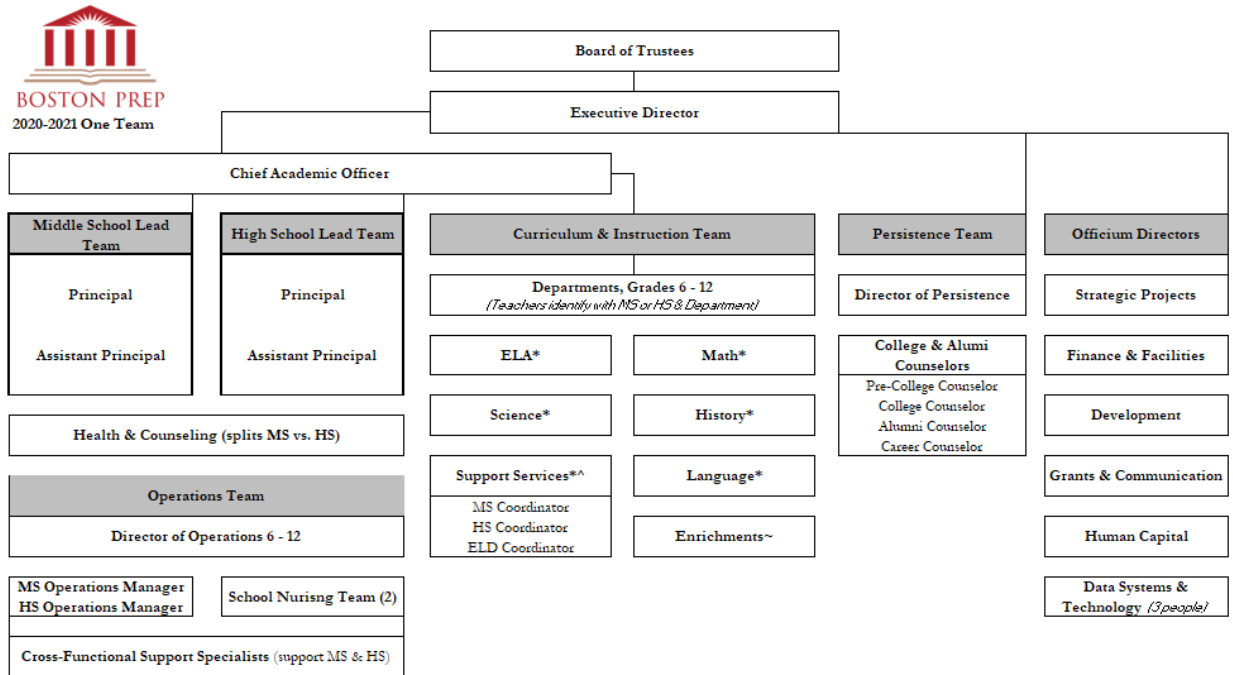 BOSTON PREP
2020-2021 One Team
Board of Trustees
Executive Director
Chief Academic Officer
Middle School Lead
Team
Principal
Assistant Principal
High School Lead Team
Principal
Assistant Principal
Health & Counseling (splits MS vs. HS)
Operations Team
Director of Operations 6 - 12
MS Operations Manager
HS Operations Manager
School Nurisng Team (2)
Cross-Functional Support Specialists (support MS & HS)
Curriculum & Instruction Team
Departments, Grades 6 - 12
(Teachers identify with MS or HS & Department)
ELA*
Math*
Science*
History*
Support Services*^
MS Coordinator
HS Coordinator
ELD Coordinator
Language*
Enrichments~
Persistence Team
Director of Persistence
College & Alumi
Counselors
Pre-College Counselor
College Counselor
Alumni Counselor
Career Counselor
Officium Directors
Strategic Projects
Finance & Facilities
Development
Grants & Communication
Human Capital
Data Systems &
Technology (3 people)